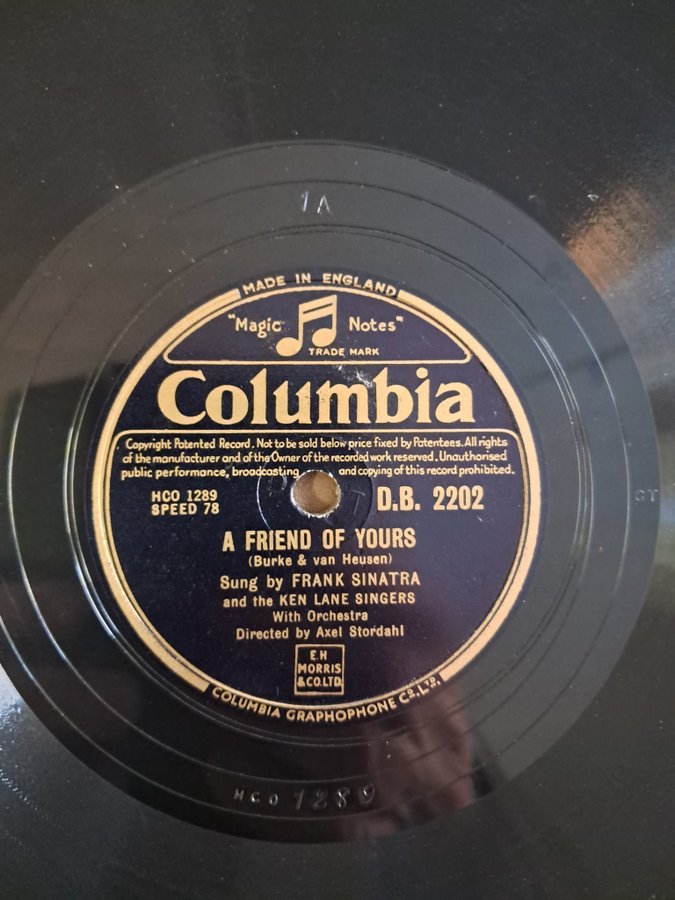 1A
MADE IN ENGLAND
"Magic Notes"
TRADE MARK
Columbia
Copyright Patented Record. Not to be sold below price fixed by Patentees. All rights
of the manufacturer and of the Owner of the recorded work reserved. Unauthorised
public performance, broadcasting and copying of this record prohibited.
HCO 1289
SPEED 78
D.B. 2202
A FRIEND OF YOURS
(Burke & van Heusen)
Sung by FRANK SINATRA
and the KEN LANE SINGERS
With Orchestra
Directed by Axel Stordahl
E.H
MORRIS
& CO.LTD.
COLUMBIA GRAPHOPHONE CO., LTD.
HCO 1289
GT